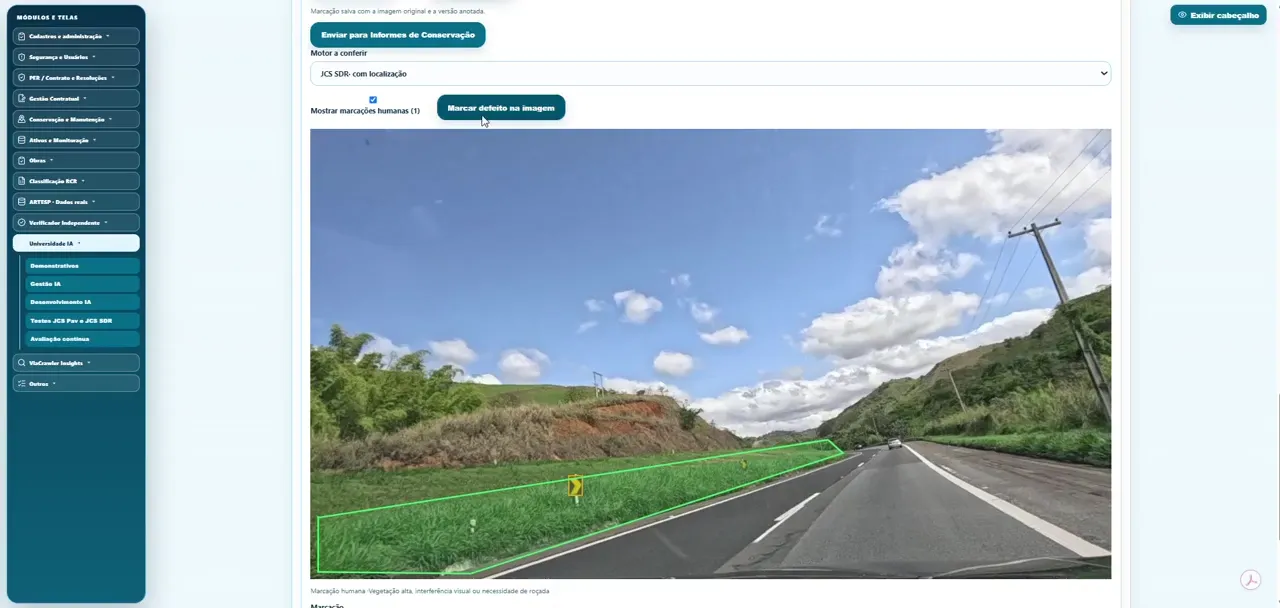 MÓDULOS E TELAS
Cadastros e administração
Segurança e Usuários
PER / Contrato e Resoluções
Gestão Contratual
Conservação e Manutenção
Ativos e Monitoração
Obras
Classificação ECR
ARTESP - Dados reais
Verificador Independente
Universidade IA
Demonstrativos
Gestão IA
Desenvolvimento IA
Testes JCS Pav e JCS SDR
Avaliação contínua
ViaCrawler Insights
Outros
Exibir cabeçalho
Marcação salva com a imagem original e a versão anotada.
Enviar para Informes de Conservação
Motor a conferir
JCS SDR· com localização
Mostrar marcações humanas (1)
Marcar defeito na imagem
Marcação humana ·Vegetação alta, interferência visual ou necessidade de roçada
Marcação